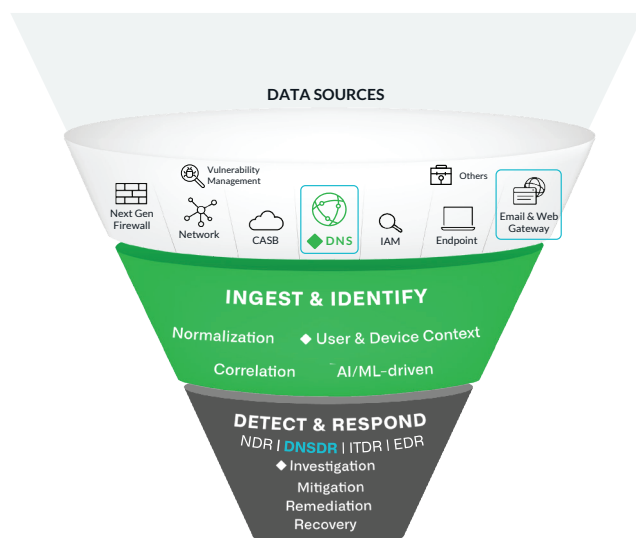 DATA SOURCES
Vulnerability
Management
Others
Next Gen
Firewall
Network
CASB
DNS
IAM
Endpoint
Email & Web
Gateway
INGEST & IDENTIFY
Normalization
User & Device Context
Correlation
AI/ML-driven
DETECT & RESPOND
NDR | DNSDR | ITDR | EDR
Investigation
Mitigation
Remediation
Recovery